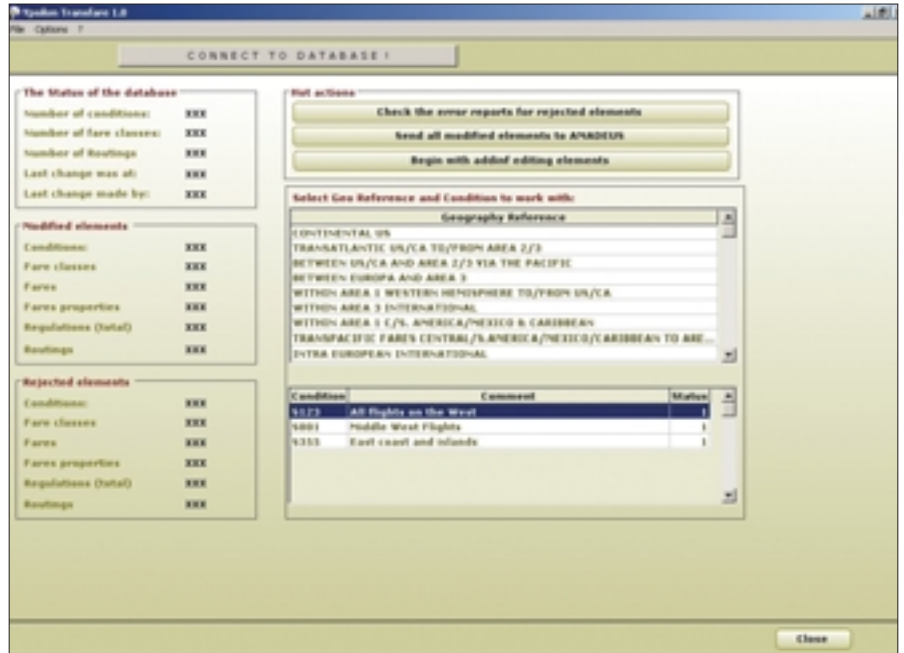 Ypsilon Transfare 1.0
File Options ?
CONNECT TO DATABASE !
The Status of the database
Number of conditions: XXX
Number of fare classes: XXX
Number of Routings XXX
Last change was at: XXX
Last change made by: XXX
Modified elements
Conditions: XXX
Fare classes XXX
Fares XXX
Fares properties XXX
Regulations (total) XXX
Routings XXX
Rejected elements
Conditions: XXX
Fare classes XXX
Fares XXX
Fares properties XXX
Regulations (total) XXX
Routings XXX
Hot actions
Check the error reports for rejected elements
Send all modified elements to AMADEUS
Begin with addinf editing elements
Select Geo Reference and Condition to work with:
Geography Reference
CONTINENTAL US
TRANSATLANTIC US/CA TO/FROM AREA 2/3
BETWEEN US/CA AND AREA 2/3 VIA THE PACIFIC
BETWEEN EUROPA AND AREA 3
WITHIN AREA 1 WESTERN HEMISPHERE TO/FROM US/CA
WITHIN AREA 3 INTERNATIONAL
WITHIN AREA 1 C/S. AMERICA/MEXICO & CARIBBEAN
TRANSPACIFIC FARES CENTRAL/S.AMERICA/MEXICO/CARIBBEAN TO ARE...
INTRA EUROPEAN INTERNATIONAL
Condition Comment Status
S123 All flights on the West 1
S001 Middle West Flights 1
S355 East coast and islands 1
Close